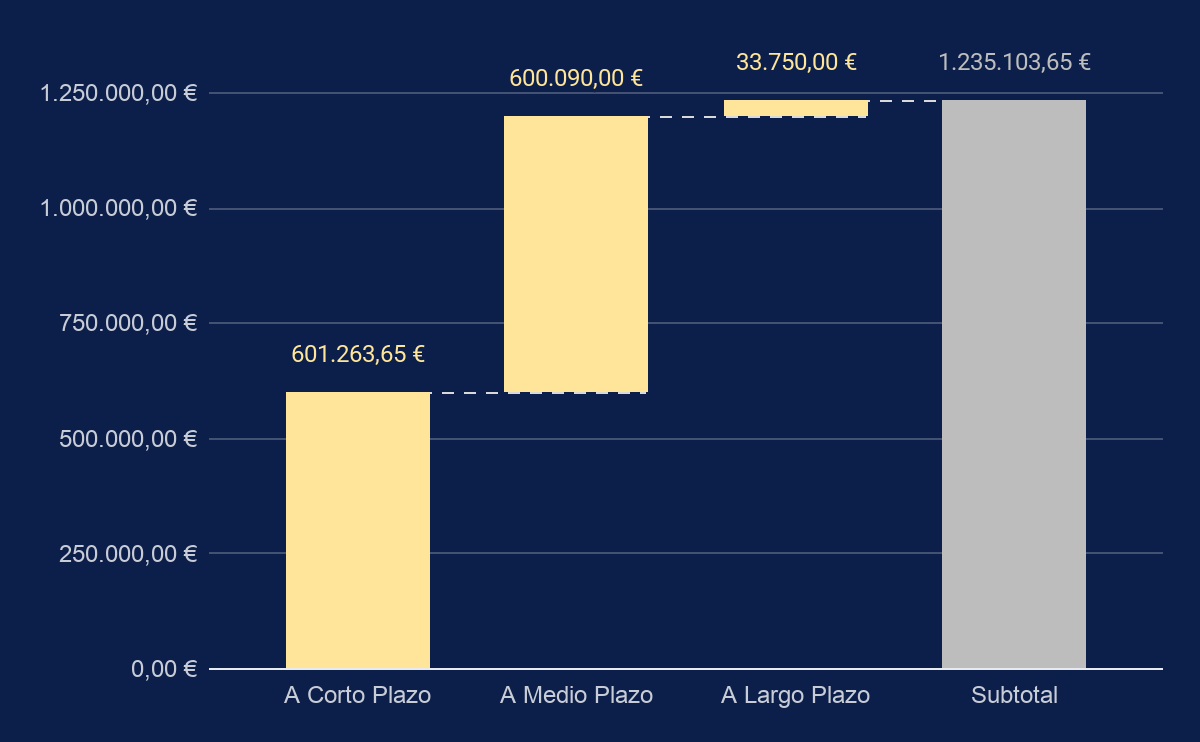 33.750,00 €
1.235.103,65 €
600.090,00 €
1.250.000,00 €
1.000.000,00 €
750.000,00 €
601.263,65 €
500.000,00 €
250.000,00 €
0,00 €
A Corto Plazo
A Medio Plazo
A Largo Plazo
Subtotal